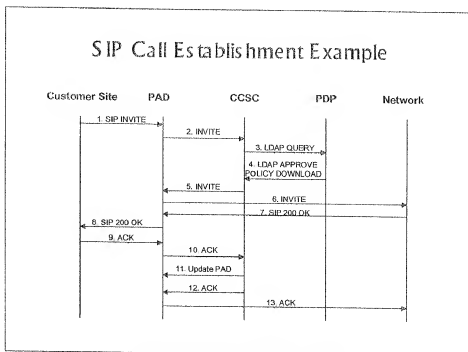 SIP Call Establishment Example
Customer Site PAD CCSC PDP Network
1. SIP INVITE
2. INVITE
3. LDAP QUERY
4. LDAP APPROVE
POLICY DOWNLOAD
5. INVITE
6. INVITE
7. SIP 200 OK
8. SIP 200 OK
9. ACK
10. ACK
11. Update PAD
12. ACK
13. ACK